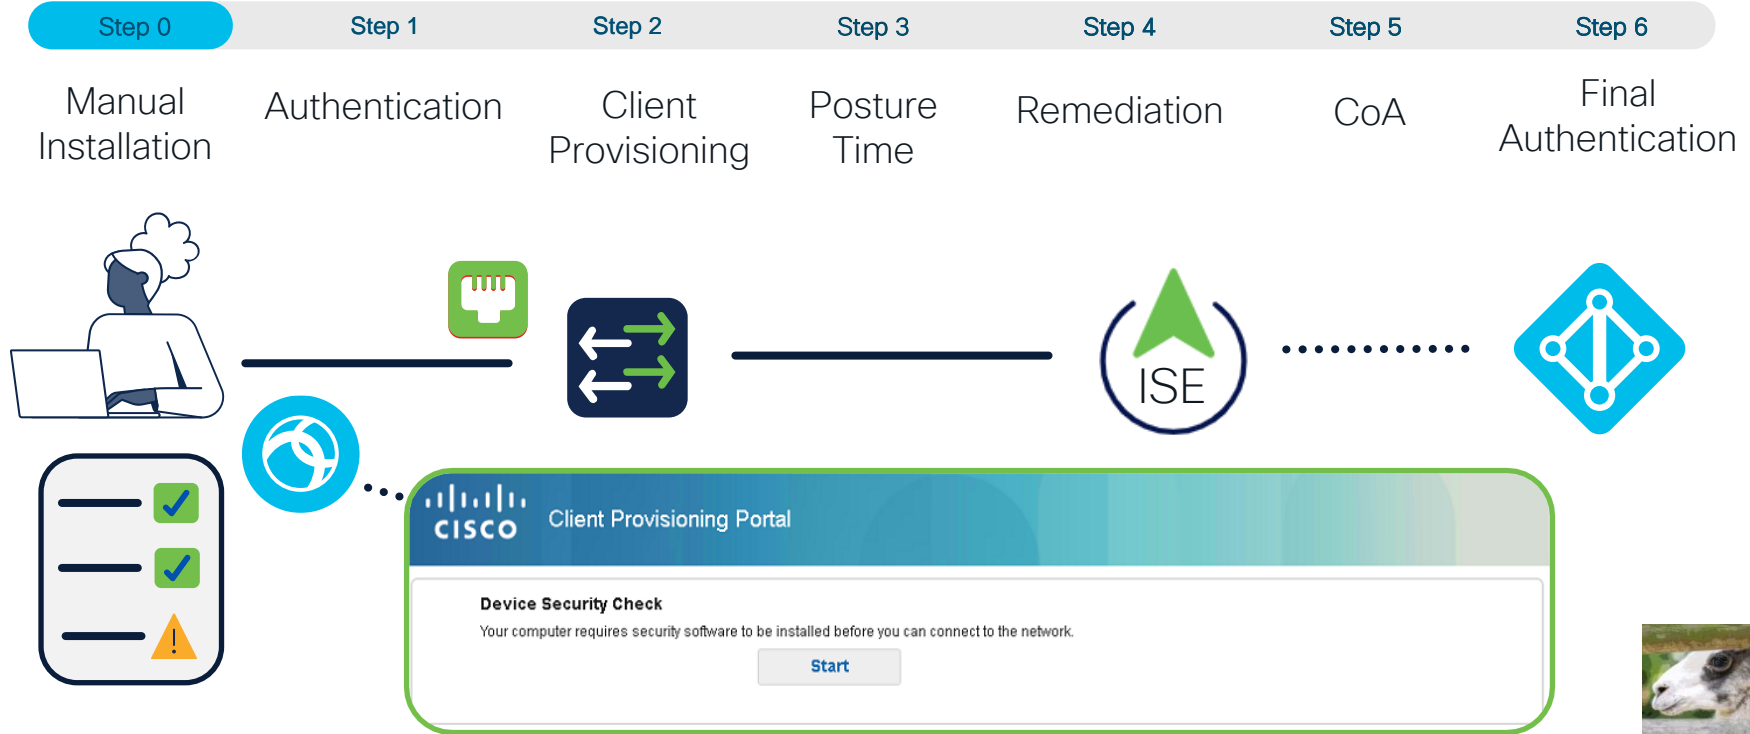 Step 0
Step 1
Step 2
Step 3
Step 4
Step 5
Step 6
Manual
Installation
Authentication
Client
Provisioning
Posture
Time
Remediation
CoA
Final
Authentication
ISE
CISCO
Client Provisioning Portal
Device Security Check
Your computer requires security software to be installed before you can connect to the network.
Start